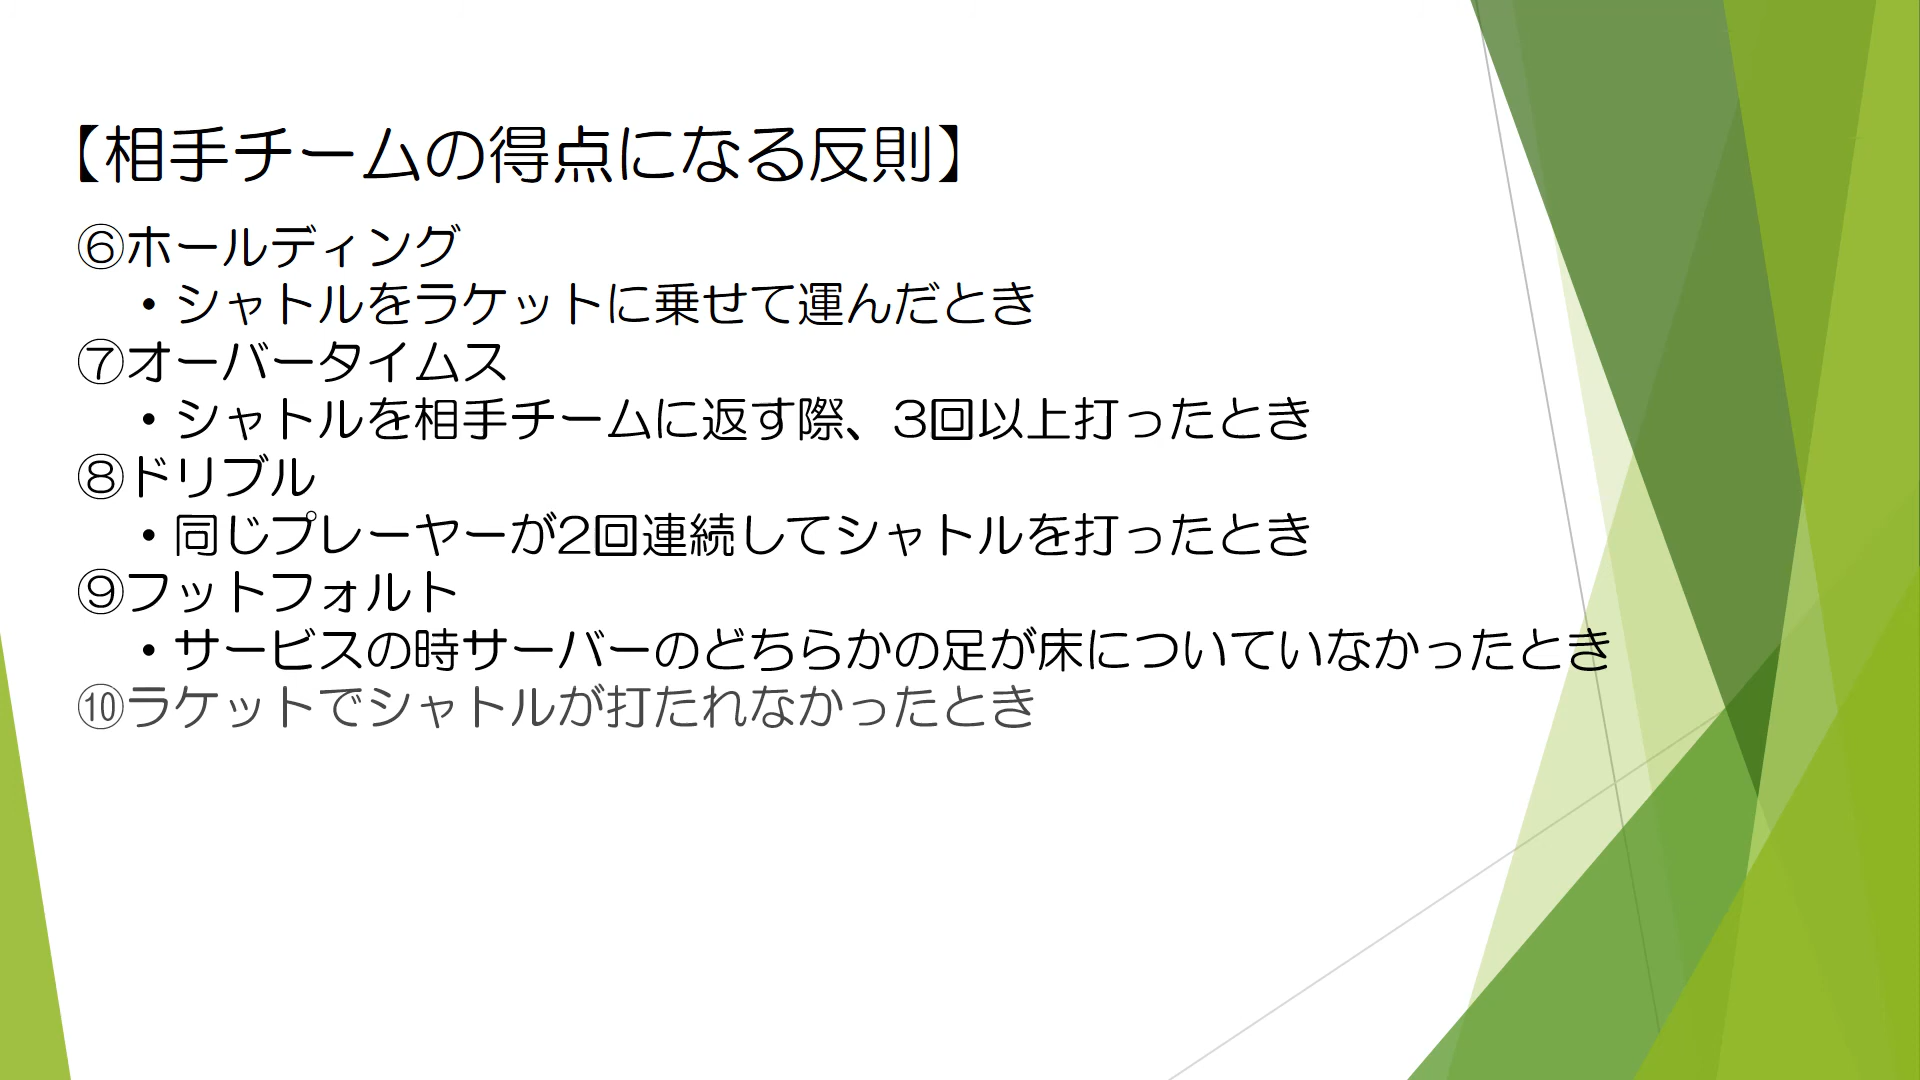 【相手チームの得点になる反則】
⑥ホールディング
・シャトルをラケットに乗せて運んだとき
⑦オーバータイムス
・シャトルを相手チームに返す際、3回以上打ったとき
⑧ドリブル
・同じプレーヤーが2回連続してシャトルを打ったとき
⑨フットフォルト
・サービスの時サーバーのどちらかの足が床についていなかったとき
⑩ラケットでシャトルが打たれなかったとき